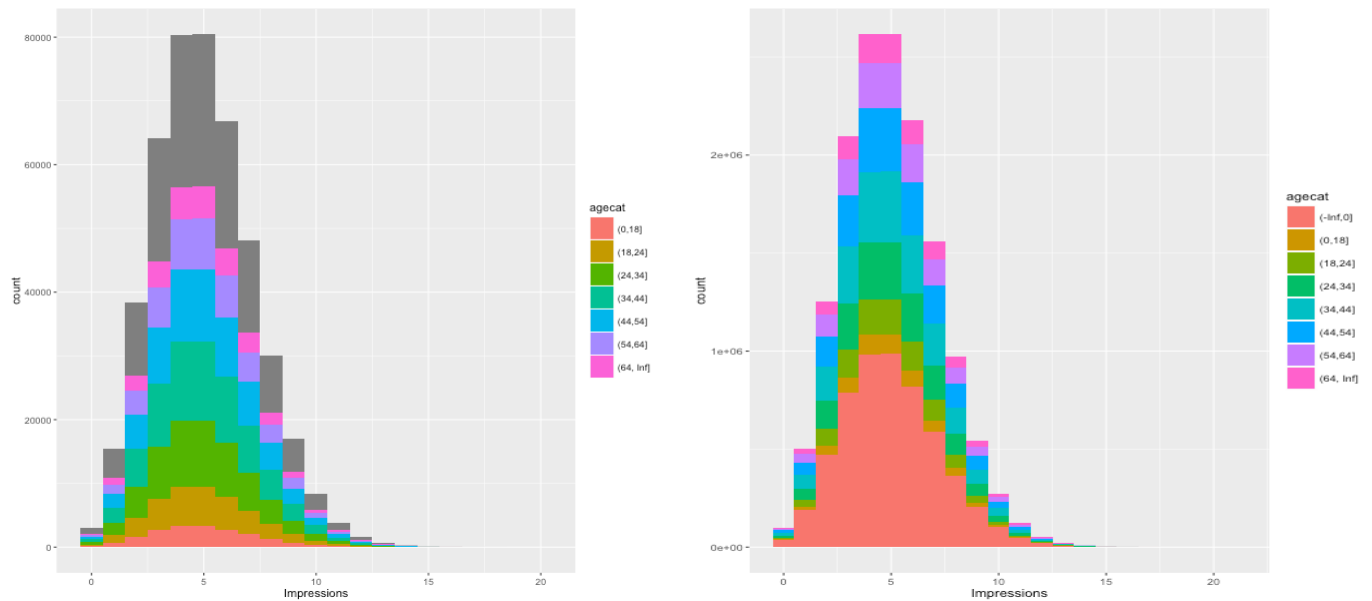 80000
60000
40000
20000
0
count
0
5
10
15
20
Impressions
agecat
(0,18]
(18,24]
(24,34]
(34,44]
(44,54]
(54,64]
(64, Inf]
2e+06
1e+06
0e+00
count
0
5
10
15
20
Impressions
agecat
(-Inf,0]
(0,18]
(18,24]
(24,34]
(34,44]
(44,54]
(54,64]
(64, Inf]